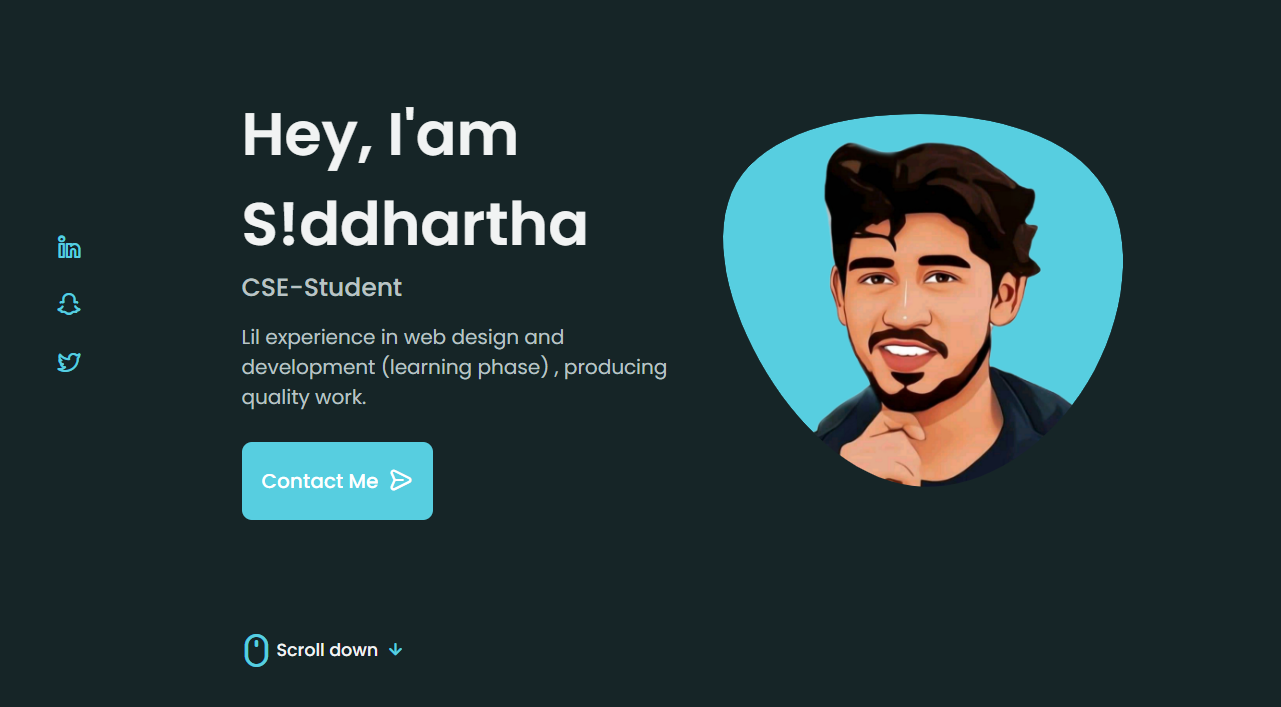 Hey, I'am
S!ddhartha
CSE-Student
Lil experience in web design and
development (learning phase) , producing
quality work.
Contact Me
Scroll down